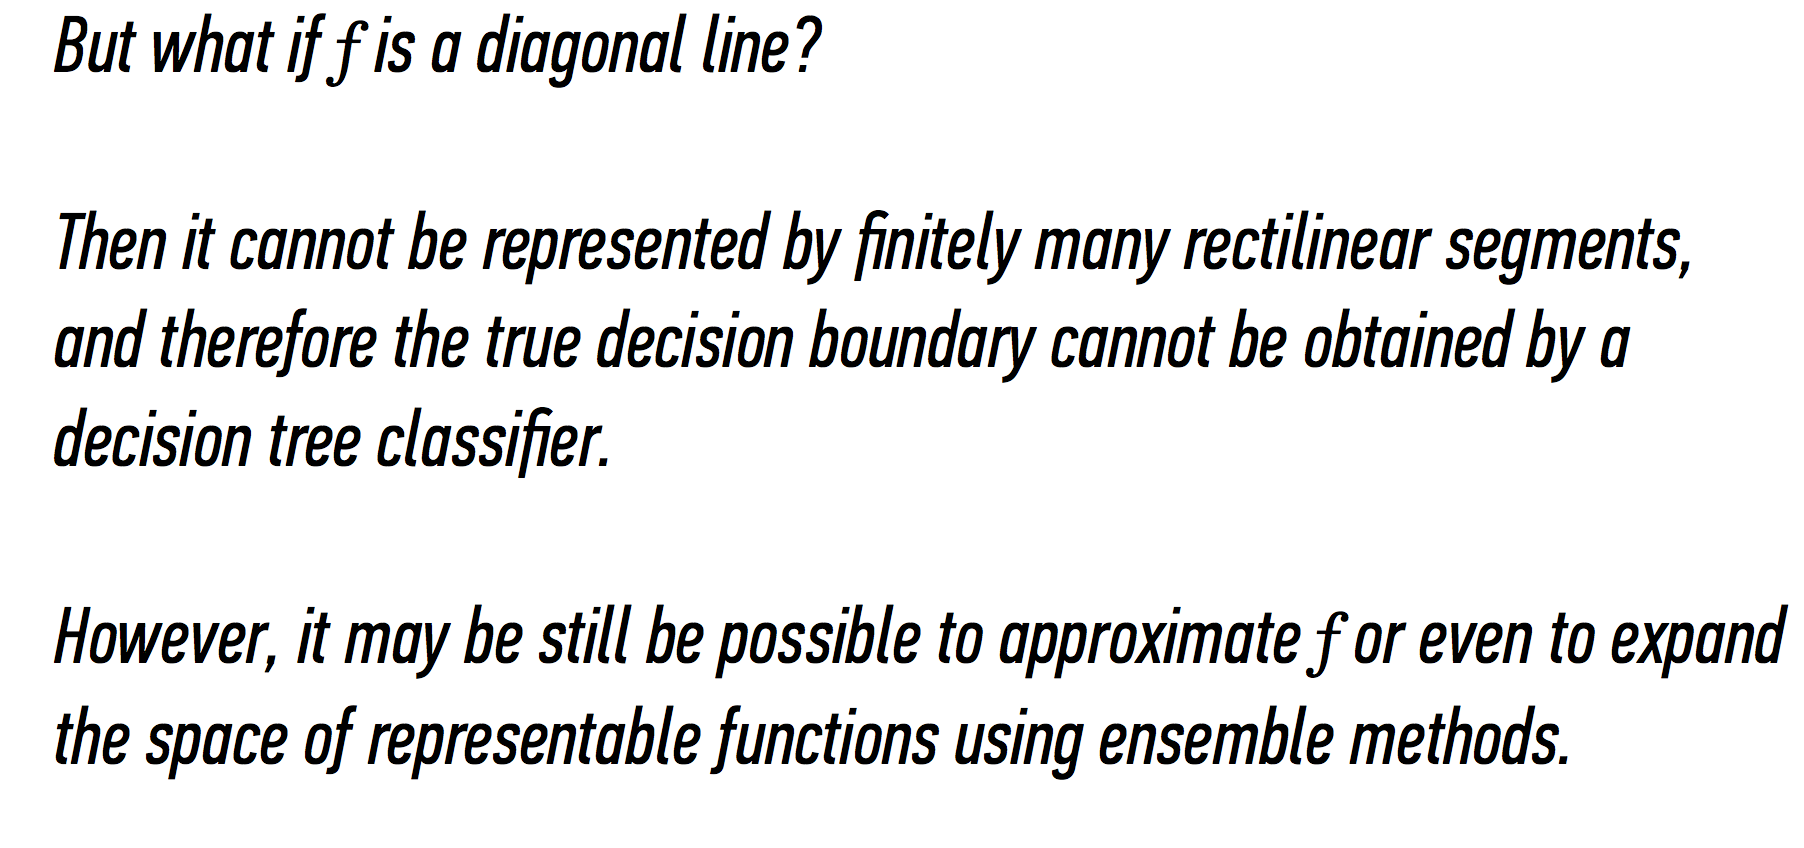 But what if f is a diagonal line?
Then it cannot be represented by finitely many rectilinear segments,
and therefore the true decision boundary cannot be obtained by a
decision tree classifier.
However, it may be still be possible to approximate f or even to expand
the space of representable functions using ensemble methods.